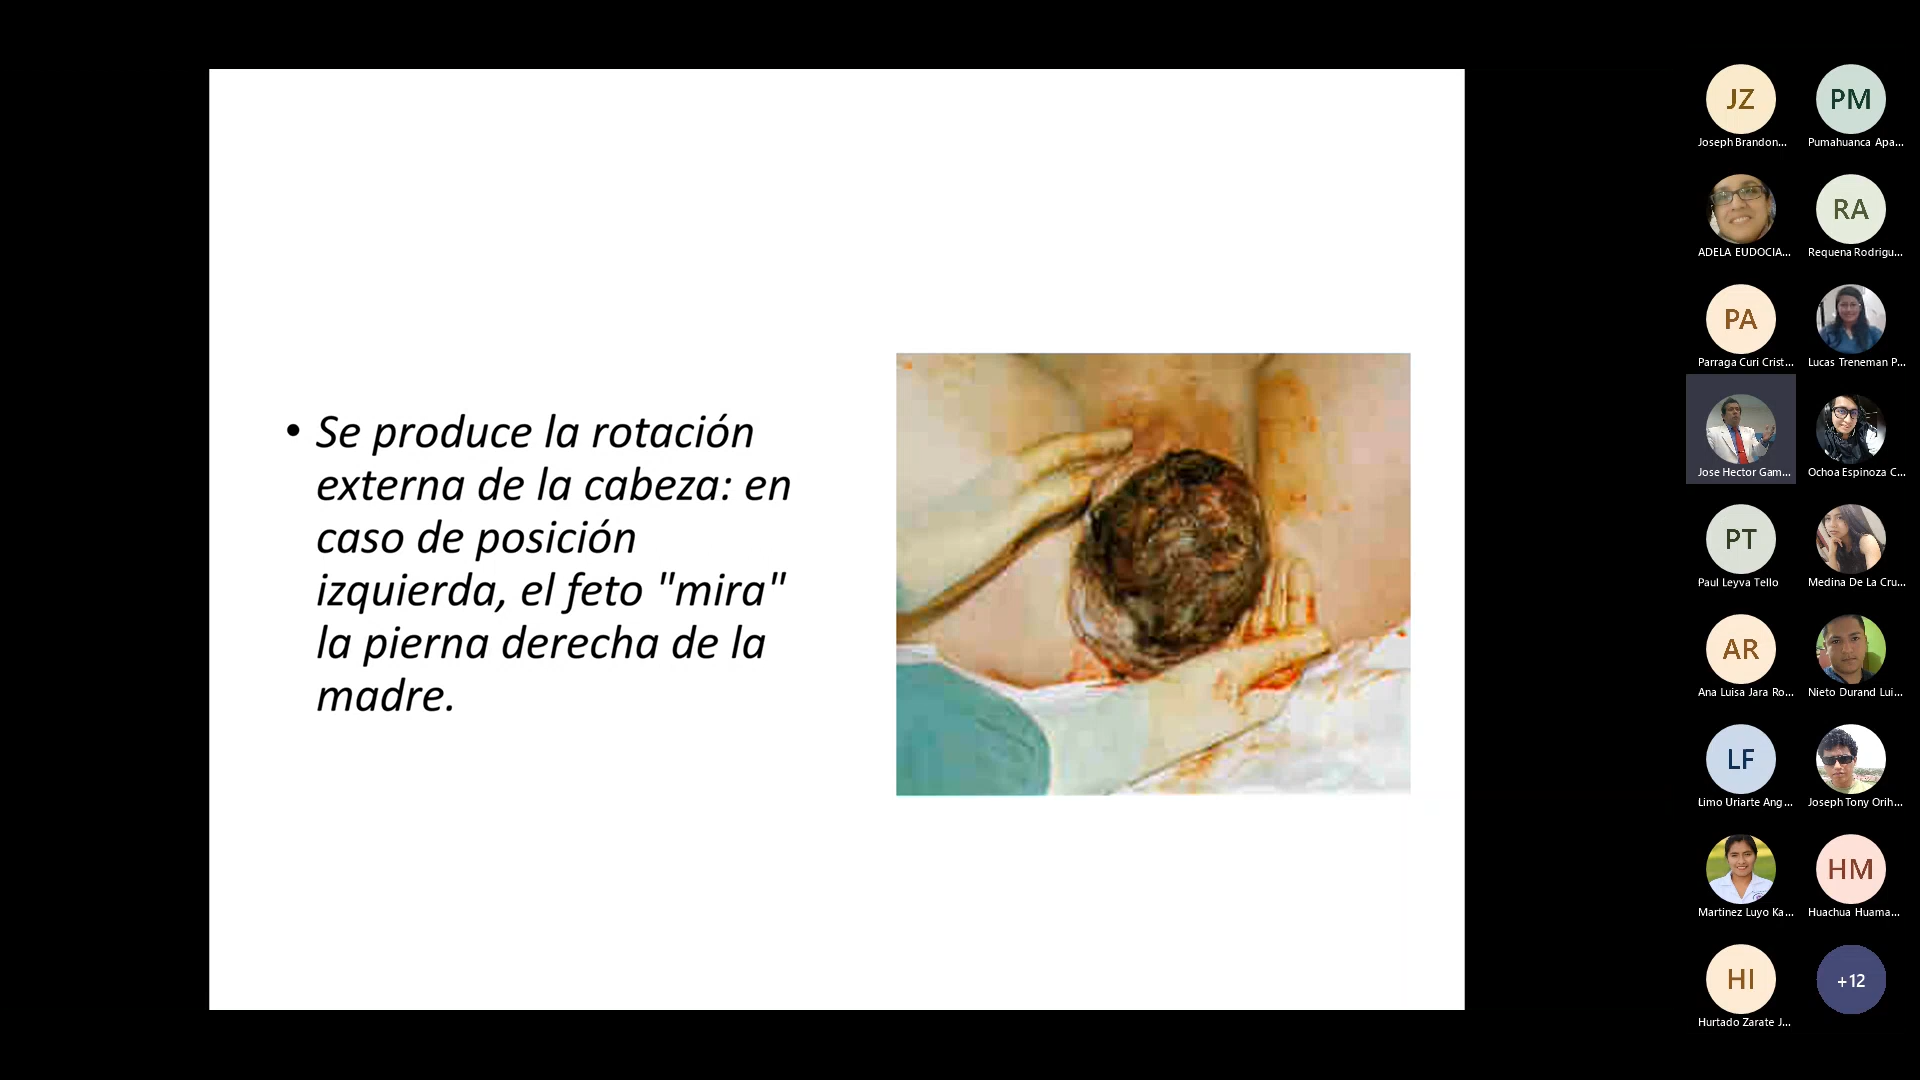 • Se produce la rotación
externa de la cabeza: en
caso de posición
izquierda, el feto "mira"
la pierna derecha de la
madre.
JZ
Joseph Brandon...
PM
Pumahuanca Apa...
ADELA EUDOCIA...
RA
Requena Rodrigu...
PA
Parraga Curi Crist...
Lucas Treneman P...
Jose Hector Gam...
Ochoa Espinoza C...
PT
Paul Leyva Tello
Medina De La Cru...
AR
Ana Luisa Jara Ro...
Nieto Durand Lui...
LF
Limo Uriarte Ang...
Joseph Tony Orih...
Martinez Luyo Ka...
HM
Huachua Huama...
HI
Hurtado Zarate J...
+12